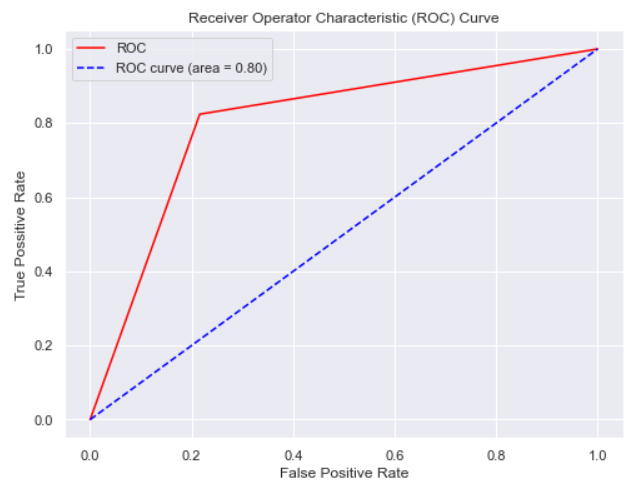 Receiver Operator Characteristic (ROC) Curve
ROC
ROC curve (area = 0.80)
True Possitive Rate
1.0
0.8
0.6
0.4
0.2
0.0
0.0 0.2 0.4 0.6 0.8 1.0
False Positive Rate